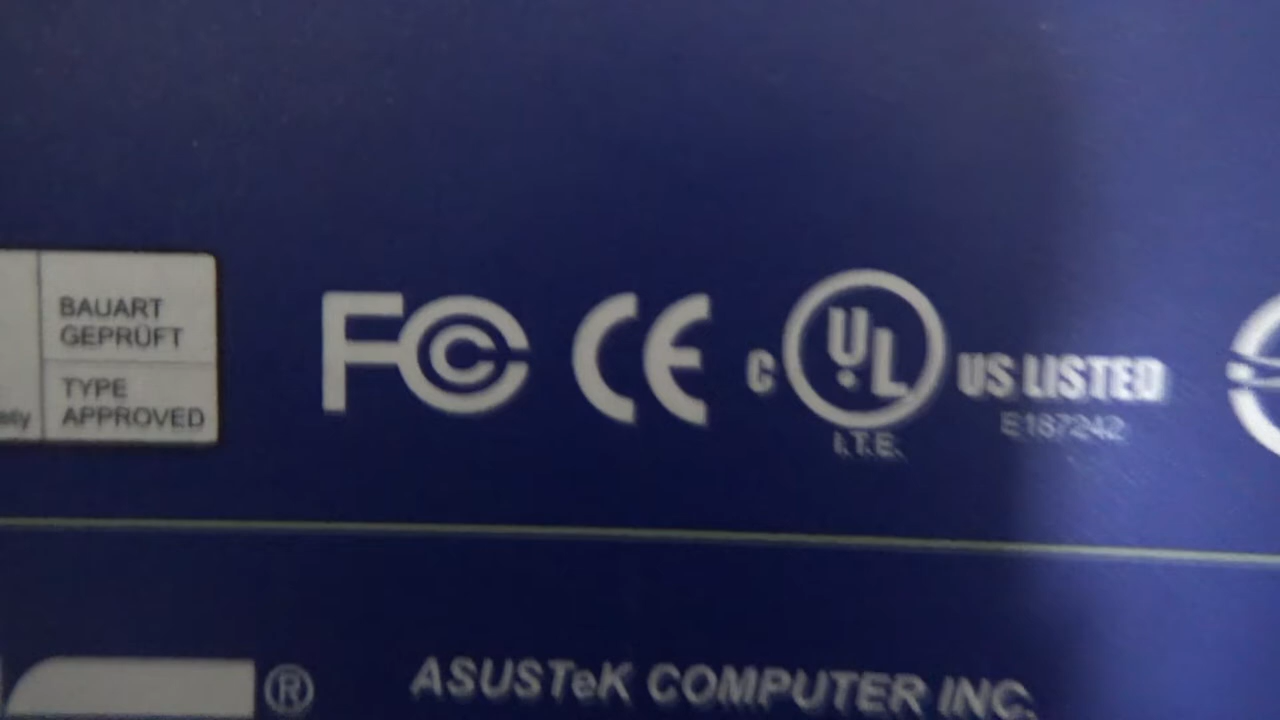 BAUART
GEPRÜFT
TYPE
APPROVED
FC CE C UL US LISTED
I.T.E.
E187242
® ASUSTeK COMPUTER INC.